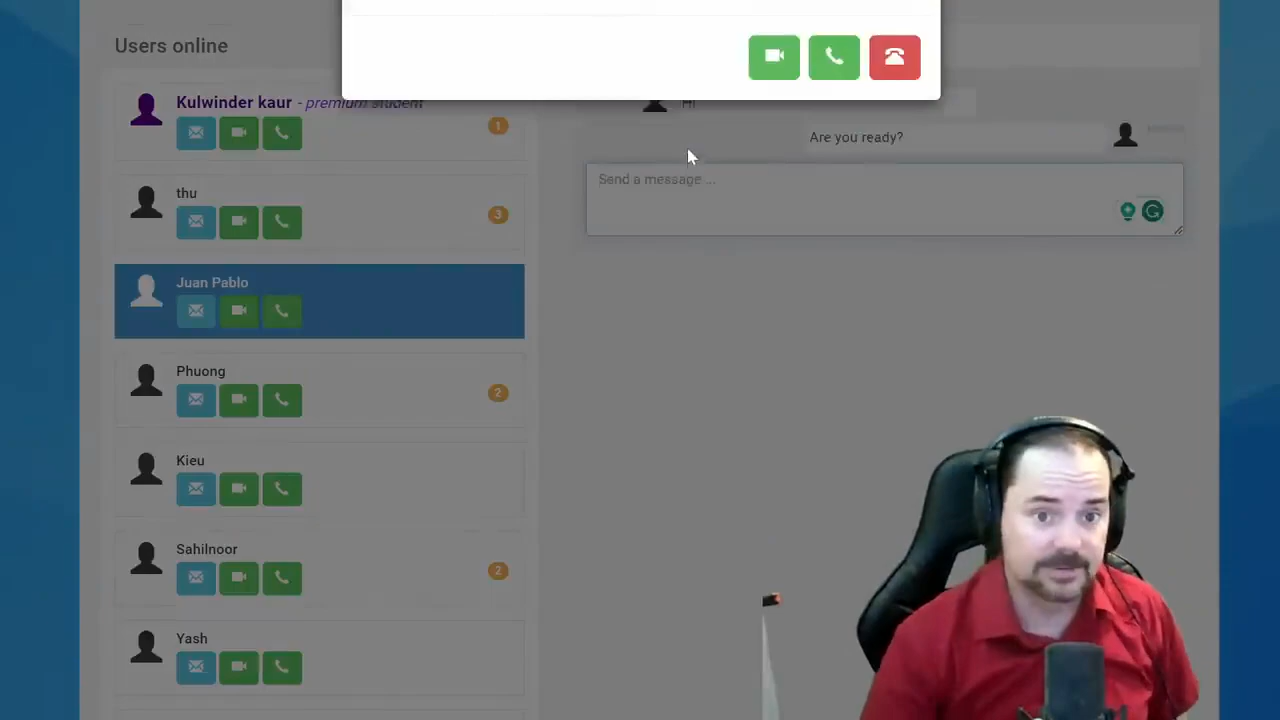 Users online
Kulwinder kaur - premium student
1
Hi
Are you ready?
thu
3
Send a message ...
Juan Pablo
Phuong
2
Kieu
Sahilnoor
2
Yash